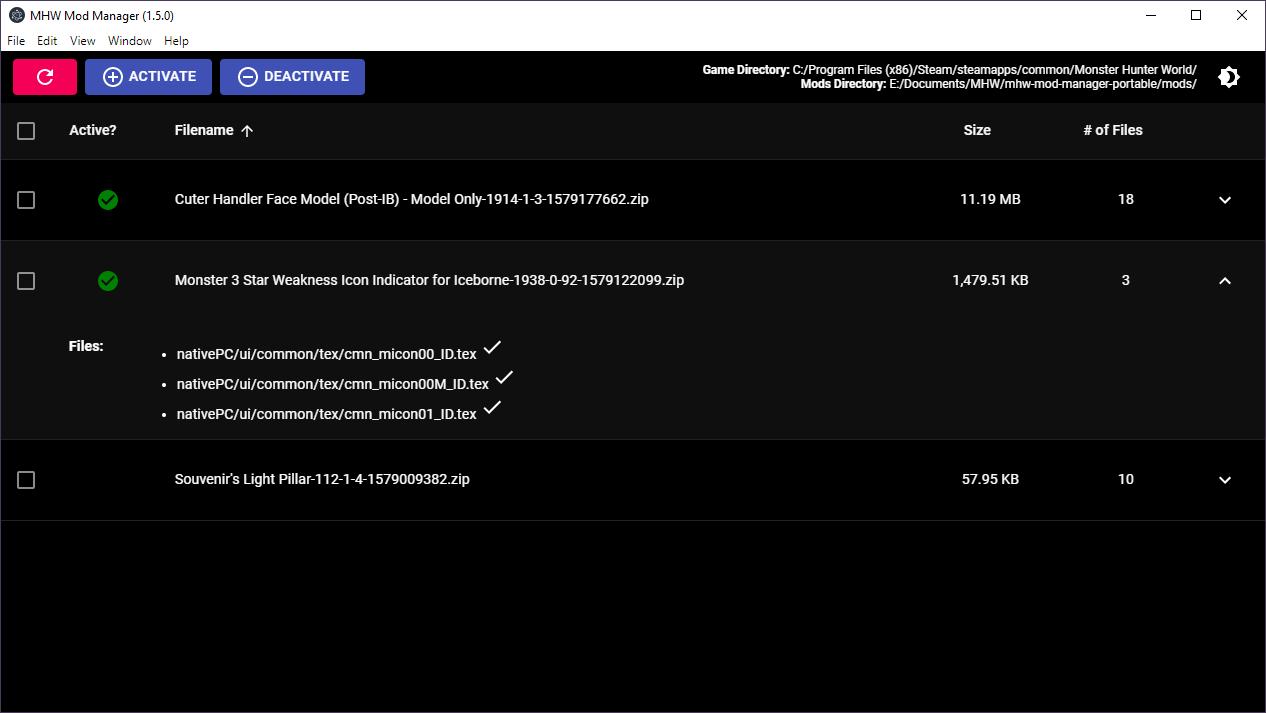 MHW Mod Manager (1.5.0)
File Edit View Window Help
ACTIVATE DEACTIVATE
Game Directory: C:/Program Files (x86)/Steam/steamapps/common/Monster Hunter World/
Mods Directory: E:/Documents/MHW/mhw-mod-manager-portable/mods/
Active? Filename Size # of Files
Cuter Handler Face Model (Post-IB) - Model Only-1914-1-3-1579177662.zip 11.19 MB 18
Monster 3 Star Weakness Icon Indicator for Iceborne-1938-0-92-1579122099.zip 1,479.51 KB 3
Files:
• nativePC/ui/common/tex/cmn_micon00_ID.tex
• nativePC/ui/common/tex/cmn_micon00M_ID.tex
• nativePC/ui/common/tex/cmn_micon01_ID.tex
Souvenir's Light Pillar-112-1-4-1579009382.zip 57.95 KB 10